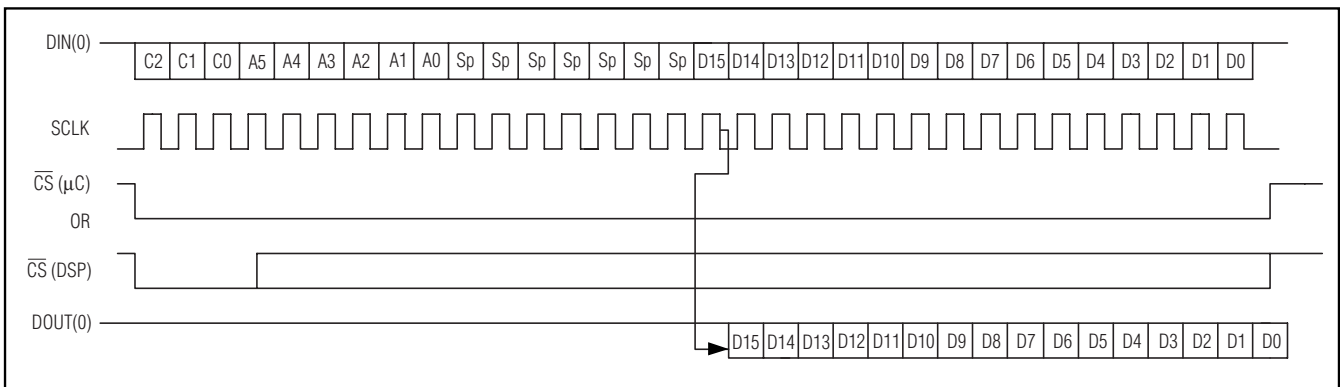 DIN(0)
C2 C1 C0 A5 A4 A3 A2 A1 A0 Sp Sp Sp Sp Sp Sp Sp D15 D14 D13 D12 D11 D10 D9 D8 D7 D6 D5 D4 D3 D2 D1 D0
SCLK
C̅S̅ (μC)
OR
C̅S̅ (DSP)
DOUT(0)
D15 D14 D13 D12 D11 D10 D9 D8 D7 D6 D5 D4 D3 D2 D1 D0